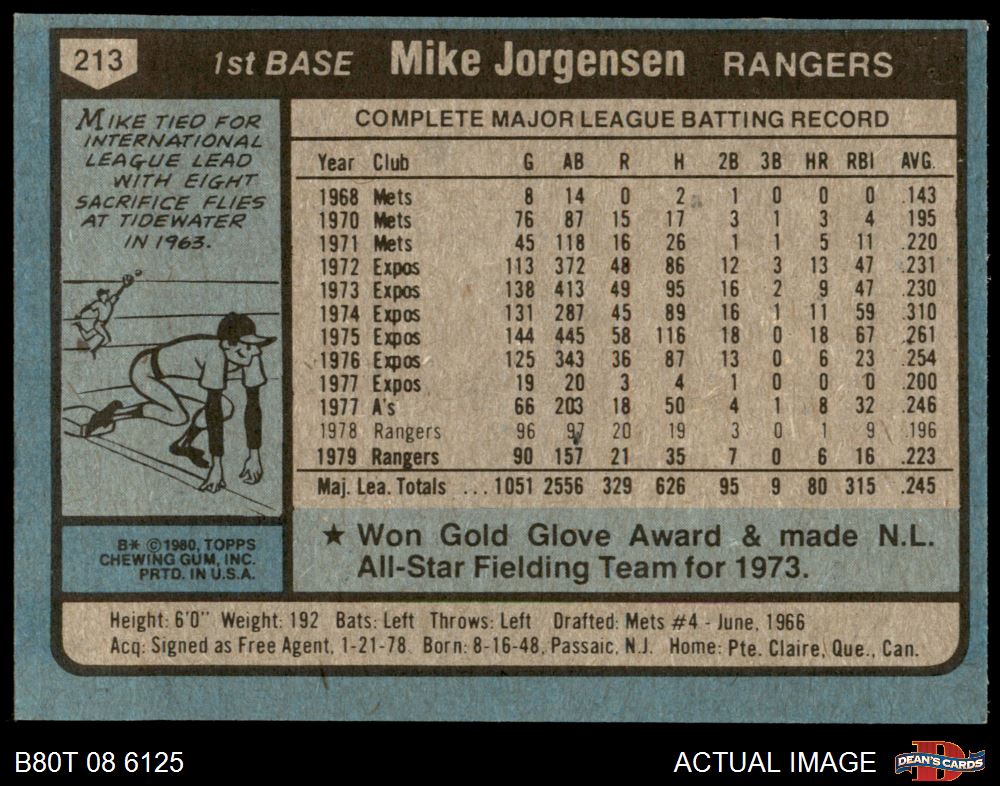 213
1st BASE Mike Jorgensen RANGERS
MIKE TIED FOR
INTERNATIONAL
LEAGUE LEAD
WITH EIGHT
SACRIFICE FLIES
AT TIDEWATER
IN 1963.
COMPLETE MAJOR LEAGUE BATTING RECORD
Year Club G AB R H 2B 3B HR RBI AVG.
1968 Mets 8 14 0 2 1 0 0 0 .143
1970 Mets 76 87 15 17 3 1 3 4 .195
1971 Mets 45 118 16 26 1 1 5 11 .220
1972 Expos 113 372 48 86 12 3 13 47 .231
1973 Expos 138 413 49 95 16 2 9 47 .230
1974 Expos 131 287 45 89 16 1 11 59 .310
1975 Expos 144 445 58 116 18 0 18 67 .261
1976 Expos 125 343 36 87 13 0 6 23 .254
1977 Expos 19 20 3 4 1 0 0 0 .200
1977 A's 66 203 18 50 4 1 8 32 .246
1978 Rangers 96 97 20 19 3 0 1 9 .196
1979 Rangers 90 157 21 35 7 0 6 16 .223
Maj. Lea. Totals ... 1051 2556 329 626 95 9 80 315 .245
★ Won Gold Glove Award & made N.L.
All-Star Fielding Team for 1973.
B* ©1980, TOPPS
CHEWING GUM, INC.
PRTD. IN U.S.A.
Height: 6'0" Weight: 192 Bats: Left Throws: Left Drafted: Mets #4 - June, 1966
Acq: Signed as Free Agent, 1-21-78 Born: 8-16-48, Passaic, N.J. Home: Pte. Claire, Que., Can.
B80T 08 6125
ACTUAL IMAGE
D
DEAN'S CARDS